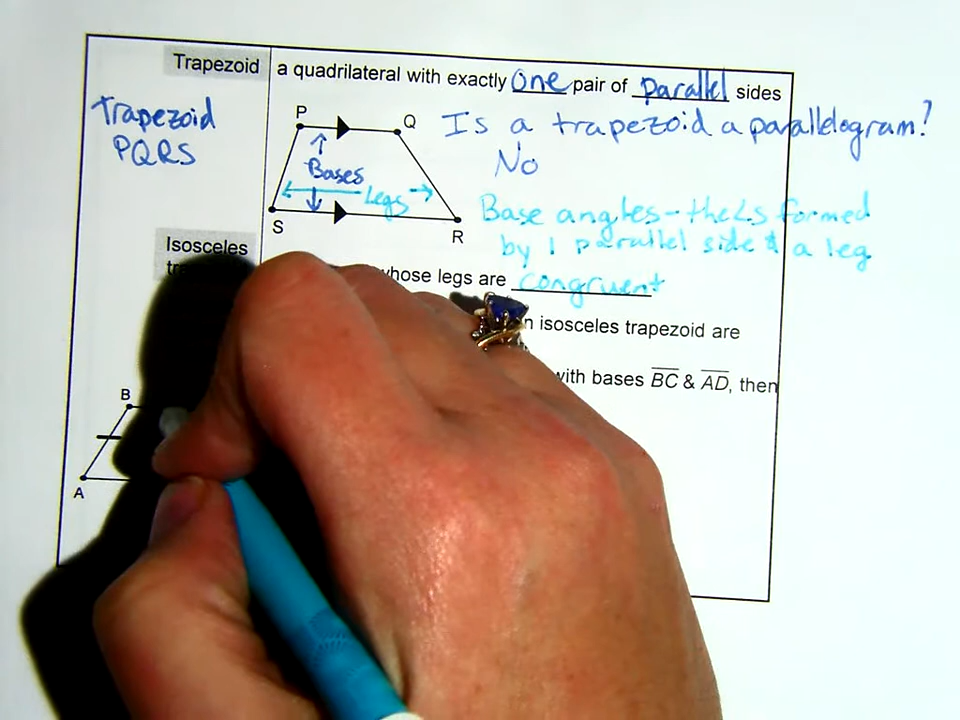 Trapezoid
a quadrilateral with exactly one pair of parallel sides
Trapezoid
PQRS
P
Q
Is a trapezoid a parallelogram?
No
Bases
Legs
S
R
Base angles - the ∠s formed
by 1 parallel side & a leg
Isosceles
whose legs are congruent
n isosceles trapezoid are
with bases BC & AD, then
B
A